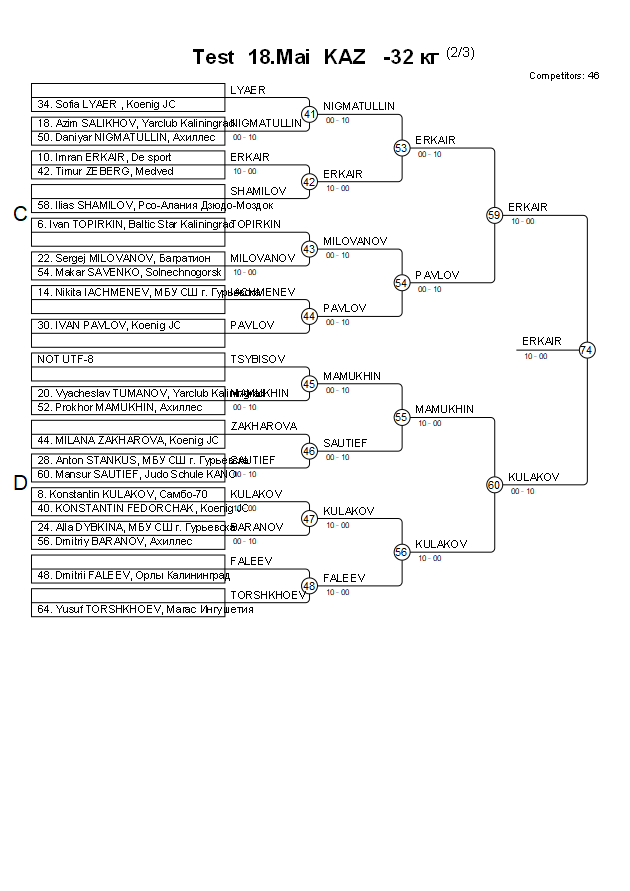 Test 18.Mai KAZ -32 кг (2/3)
Competitors: 46
LYAER
34. Sofia LYAER , Koenig JC
41
NIGMATULLIN
00 - 10
18. Azim SALIKHOV, Yarclub Kaliningrad
NIGMATULLIN
50. Daniyar NIGMATULLIN, Ахиллес
00 - 10
53
ERKAIR
00 - 10
10. Imran ERKAIR, De sport
ERKAIR
42. Timur ZEBERG, Medved
10 - 00
42
ERKAIR
10 - 00
SHAMILOV
58. Ilias SHAMILOV, Рсо-Алания Дзюдо-Моздок
C
59
ERKAIR
10 - 00
6. Ivan TOPIRKIN, Baltic Star Kaliningrad
TOPIRKIN
43
MILOVANOV
00 - 10
22. Sergej MILOVANOV, Багратион
MILOVANOV
54. Makar SAVENKO, Solnechnogorsk
10 - 00
54
PAVLOV
00 - 10
14. Nikita IACHMENEV, МБУ СШ г. Гурьевска
IACHMENEV
44
PAVLOV
00 - 10
30. IVAN PAVLOV, Koenig JC
PAVLOV
ERKAIR
10 - 00
74
NOT UTF-8
TSYBISOV
45
MAMUKHIN
00 - 10
20. Vyacheslav TUMANOV, Yarclub Kaliningrad
MAMUKHIN
52. Prokhor MAMUKHIN, Ахиллес
00 - 10
55
MAMUKHIN
10 - 00
ZAKHAROVA
44. MILANA ZAKHAROVA, Koenig JC
46
SAUTIEF
00 - 10
28. Anton STANKUS, МБУ СШ г. Гурьевска
SAUTIEF
60. Mansur SAUTIEF, Judo Schule KANO
00 - 10
D
60
KULAKOV
00 - 10
8. Konstantin KULAKOV, Самбо-70
KULAKOV
40. KONSTANTIN FEDORCHAK, Koenig JC
10 - 00
47
KULAKOV
10 - 00
24. Alla DYBKINA, МБУ СШ г. Гурьевска
BARANOV
56. Dmitriy BARANOV, Ахиллес
00 - 10
56
KULAKOV
10 - 00
FALEEV
48. Dmitrii FALEEV, Орлы Калининград
48
FALEEV
10 - 00
TORSHKHOEV
64. Yusuf TORSHKHOEV, Магас Ингушетия